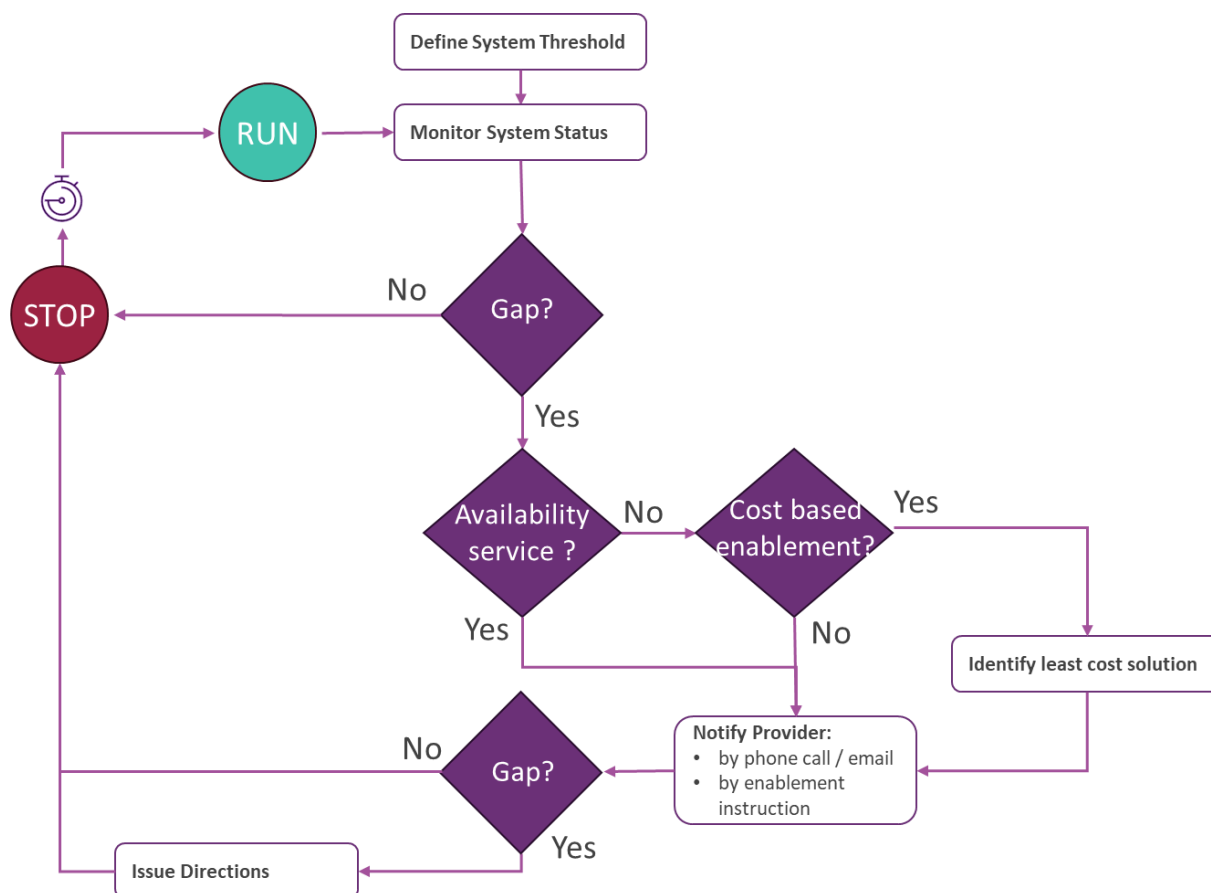 Define System Threshold
RUN
Monitor System Status
No
STOP
Gap?
Yes
Availability
service ?
No
Cost based
enablement?
Yes
Yes
No
Identify least cost solution
Notify Provider:
• by phone call / email
• by enablement
instruction
No
Gap?
Yes
Issue Directions